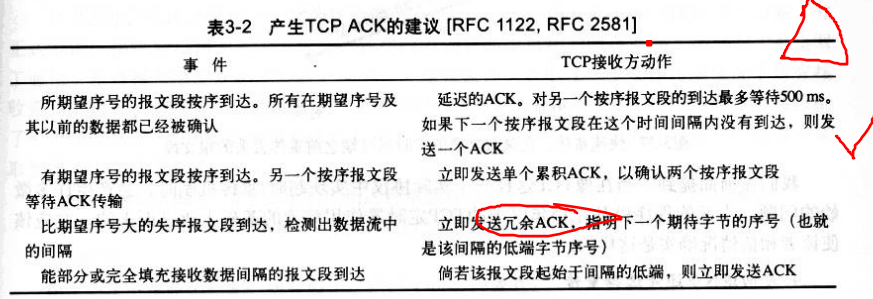 表3-2 产生TCP ACK的建议 [RFC 1122, RFC 2581]
事 件 TCP接收方动作
所期望序号的报文段按序到达。所有在期望序号及 延迟的ACK。对另一个按序报文段的到达最多等待500 ms。
其以前的数据都已经被确认 如果下一个按序报文段在这个时间间隔内没有到达，则发
送一个ACK
有期望序号的报文段按序到达。另一个按序报文段 立即发送单个累积ACK，以确认两个按序报文段
等待ACK传输
比期望序号大的失序报文段到达，检测出数据流中 立即发送冗余ACK，指明下一个期待字节的序号（也就
的间隔 是该间隔的低端字节序号）
能部分或完全填充接收数据间隔的报文段到达 倘若该报文段起始于间隔的低端，则立即发送ACK